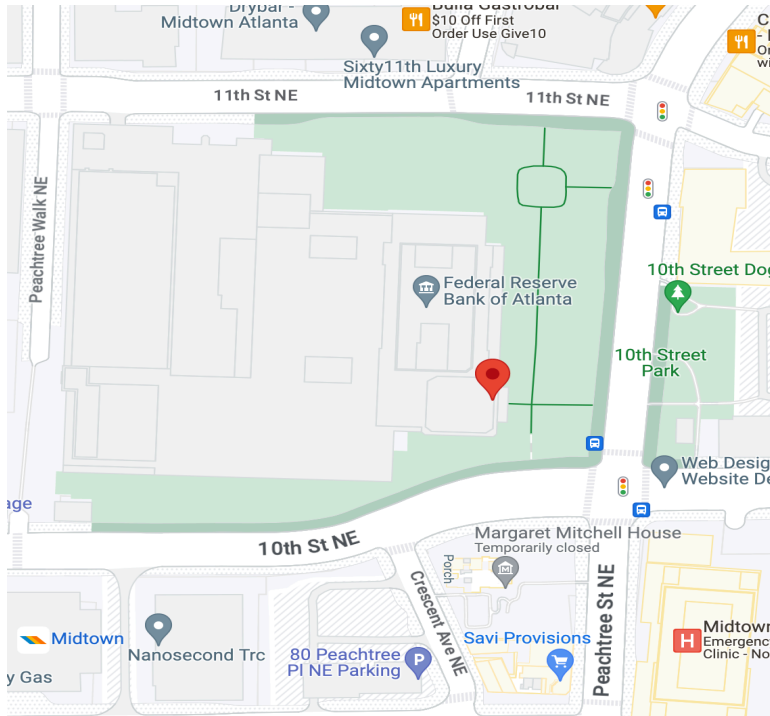 Drybar -
Midtown Atlanta
Bulla Gastrobar
$10 Off First
Order Use Give10
Sixty11th Luxury
Midtown Apartments
11th St NE
11th St NE
Peachtree Walk NE
Federal Reserve
Bank of Atlanta
10th Street Dog
10th Street
Park
Web Desig
Website De
age
10th St NE
Margaret Mitchell House
Temporarily closed
Porch
Crescent Ave NE
Peachtree St NE
Midtown
Nanosecond Trc
80 Peachtree
Pl NE Parking
P
Savi Provisions
H
Midtown
Emergency
Clinic - No
y Gas